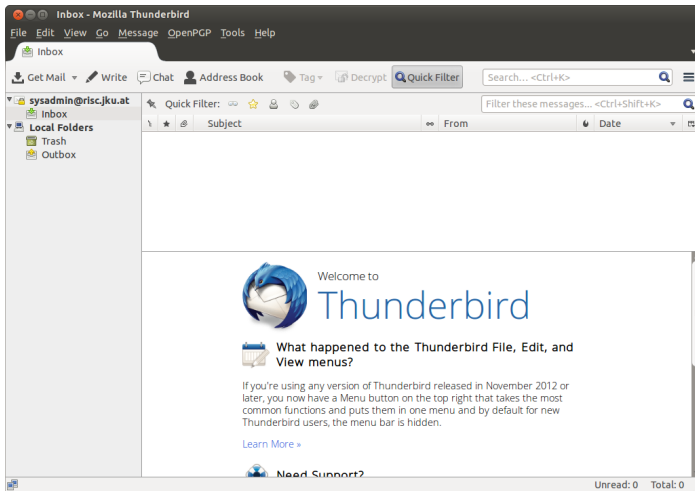 Inbox - Mozilla Thunderbird
File Edit View Go Message OpenPGP Tools Help
Inbox
Get Mail Write Chat Address Book Tag Decrypt Quick Filter Search... <Ctrl+K>
sysadmin@risc.jku.at
Inbox
Local Folders
Trash
Outbox
Quick Filter: Filter these messages... <Ctrl+Shift+K>
Subject From Date
Welcome to
Thunderbird
What happened to the Thunderbird File, Edit, and
View menus?
If you're using any version of Thunderbird released in November 2012 or
later, you now have a Menu button on the top right that takes the most
common functions and puts them in one menu and by default for new
Thunderbird users, the menu bar is hidden.
Learn More »
Need Support?
Unread: 0 Total: 0